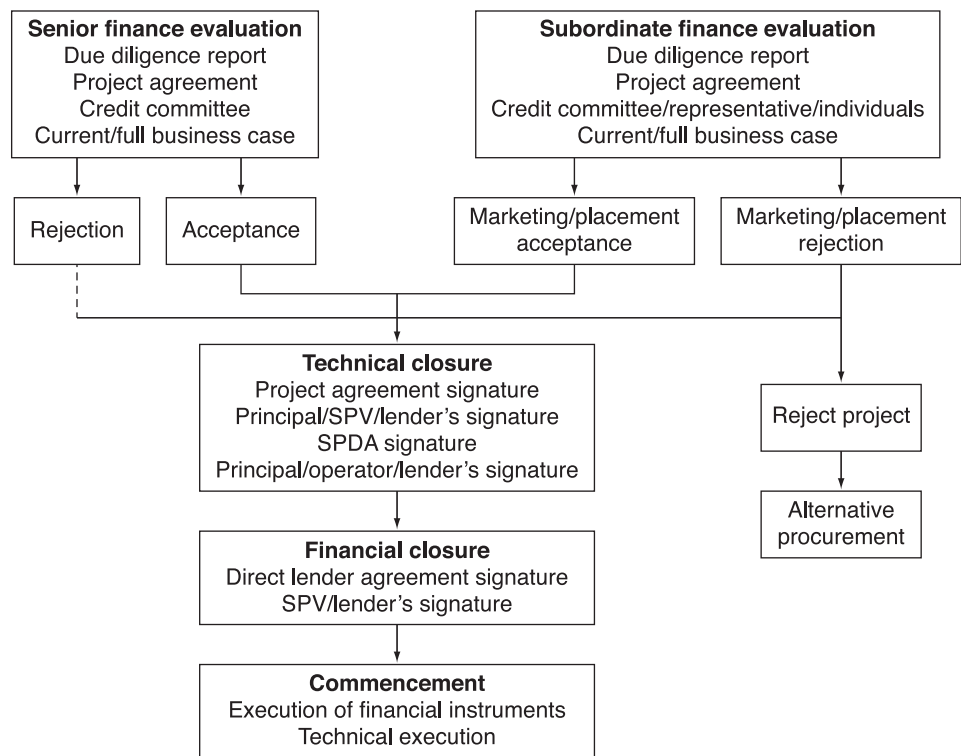 Senior finance evaluation
Due diligence report
Project agreement
Credit committee
Current/full business case
Subordinate finance evaluation
Due diligence report
Project agreement
Credit committee/representative/individuals
Current/full business case
Rejection
Acceptance
Marketing/placement
acceptance
Marketing/placement
rejection
Technical closure
Project agreement signature
Principal/SPV/lender’s signature
SPDA signature
Principal/operator/lender’s signature
Reject project
Alternative
procurement
Financial closure
Direct lender agreement signature
SPV/lender’s signature
Commencement
Execution of financial instruments
Technical execution